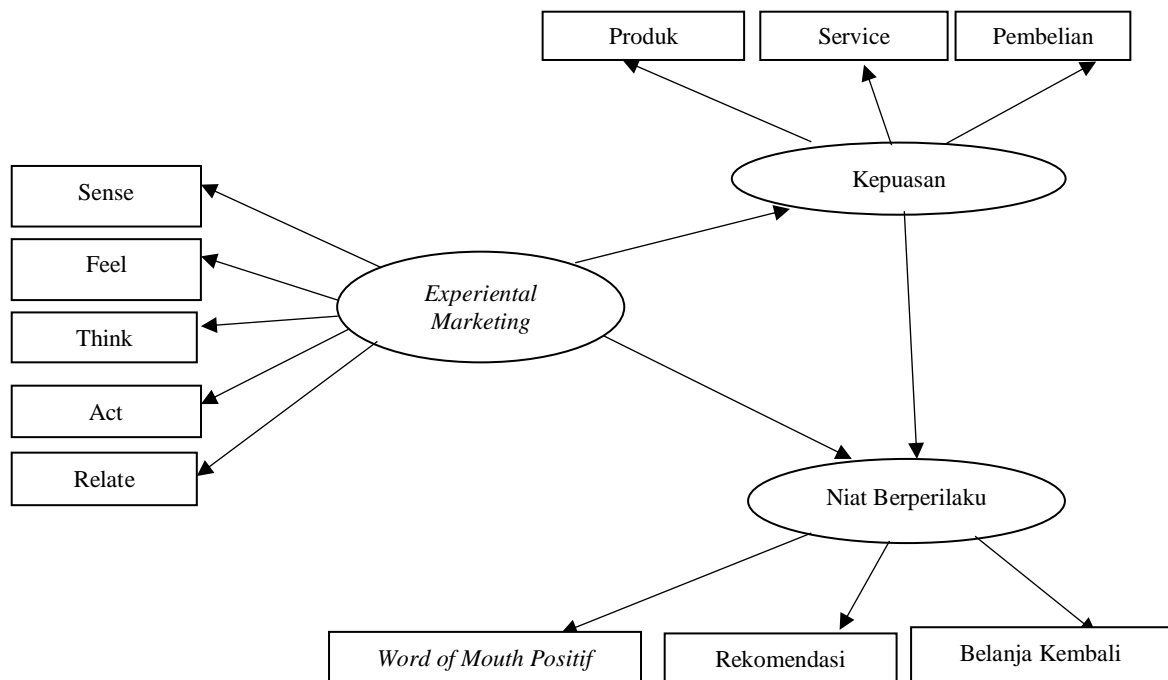 Produk
Service
Pembelian
Kepuasan
Sense
Feel
Think
Act
Relate
Experiental
Marketing
Niat Berperilaku
Word of Mouth Positif
Rekomendasi
Belanja Kembali